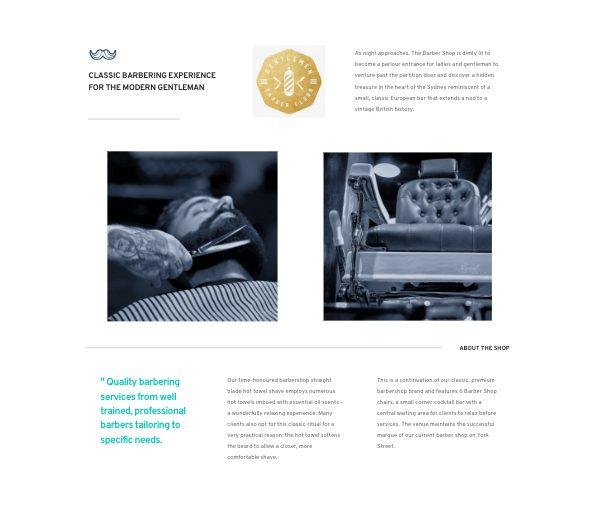 CLASSIC BARBERING EXPERIENCE
FOR THE MODERN GENTLEMAN
GENTLEMEN
BARBER CLUBS
As night approaches, The Barber Shop is dimly lit to
become a parlour entrance for ladies and gentleman to
venture past the partition door and discover a hidden
treasure in the heart of the Sydney reminiscent of a
small, classic European bar that extends a nod to a
vintage British history.
ABOUT THE SHOP
" Quality barbering
services from well
trained, professional
barbers tailoring to
specific needs.
Our time-honoured barbershop straight
blade hot towel shave employs numerous
hot towels imbued with essential oil scents –
a wonderfully relaxing experience. Many
clients also opt for this classic ritual for a
very practical reason: the hot towel softens
the beard to allow a closer, more
comfortable shave.
This is a continuation of our classic, premium
barbershop brand and features 6 Barber Shop
chairs, a small corner cocktail bar with a
central waiting area for clients to relax before
services. The venue maintains the successful
marque of our current barber shop on York
Street.